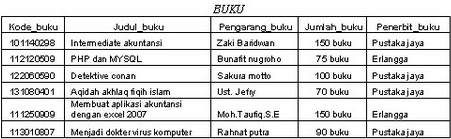 BUKU
Kode_buku Judul_buku Pengarang_buku Jumlah_buku Penerbit_buku
101140298 Intermediate akuntansi Zaki Baridwan 150 buku Pustaka jaya
112120509 PHP dan MYSQL Bunafit nugroho 75 buku Erlangga
122060590 Detektive conan Sakura motto 100 buku Pustaka jaya
131080401 Aqidah akhlaq fiqih islam Ust. Jefry 70 buku Pustaka jaya
Membuat aplikasi akuntansi
111250909 dengan excel 2007 Moh.Taufiq.S.E 150 buku Erlangga
113010807 Menjadi dokter virus komputer Rahnat putra 90 buku Pustaka jaya